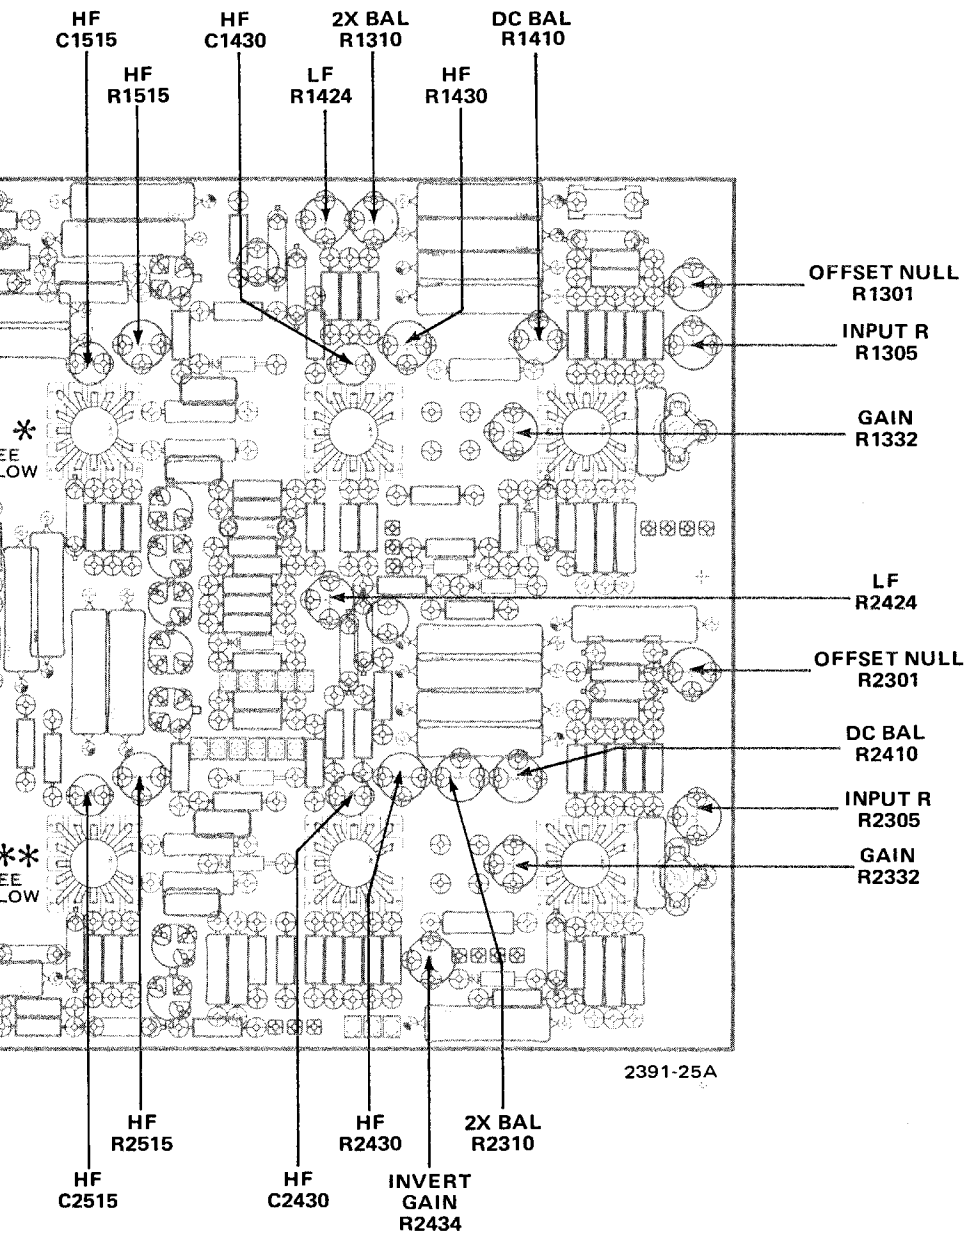 HF
C1515
HF
C1430
2X BAL
R1310
DC BAL
R1410
HF
R1515
LF
R1424
HF
R1430
OFFSET NULL
R1301
INPUT R
R1305
GAIN
R1332
*
EE
LOW
LF
R2424
OFFSET NULL
R2301
DC BAL
R2410
INPUT R
R2305
GAIN
R2332
**
EE
LOW
2391-25A
HF
R2515
HF
R2430
2X BAL
R2310
HF
C2515
HF
C2430
INVERT
GAIN
R2434